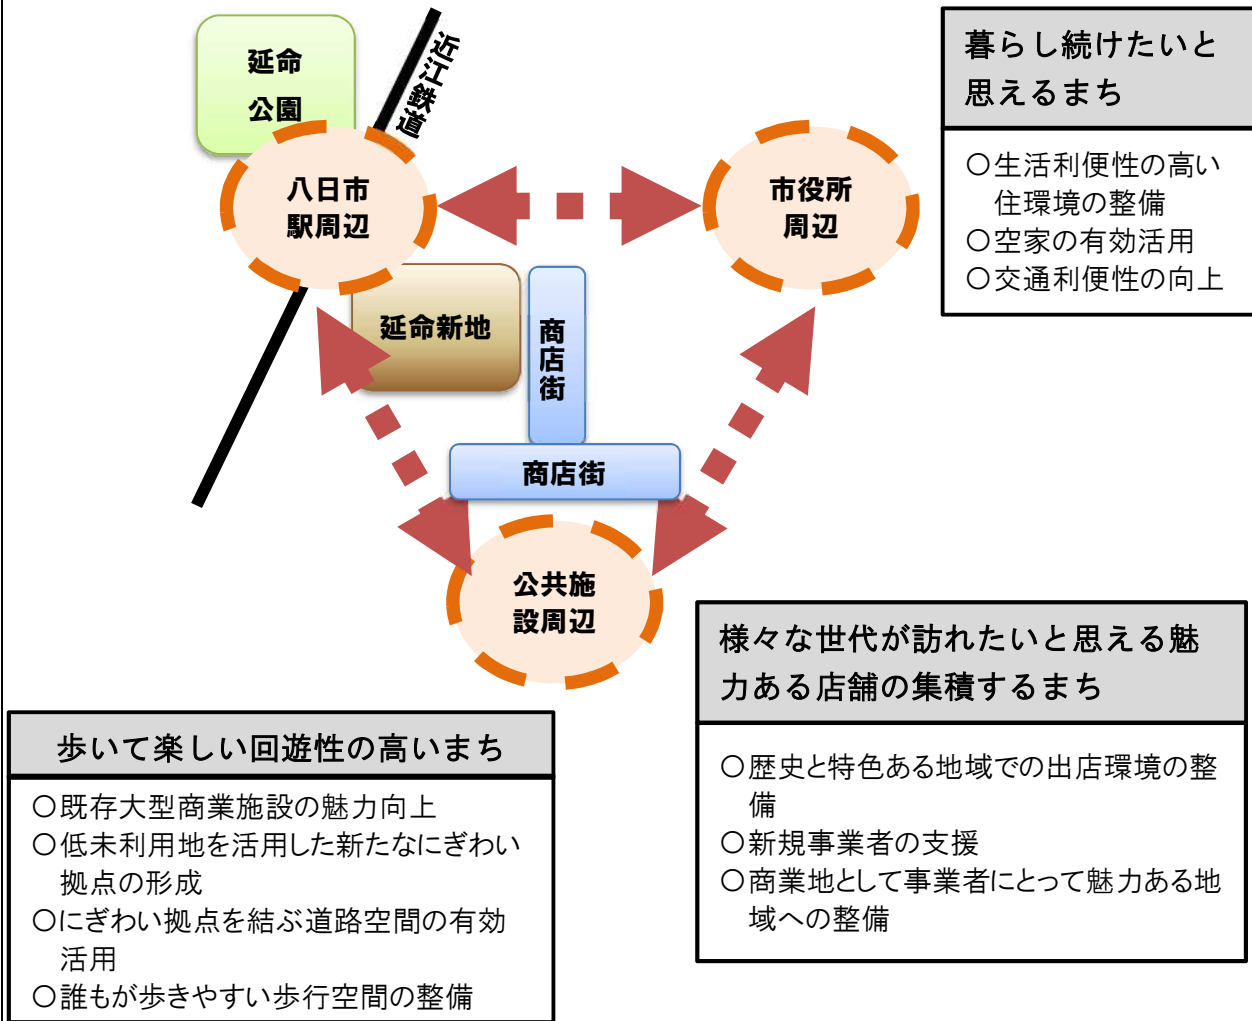 延命
公園
近江鉄道
八日市
駅周辺
市役所
周辺
延命新地
商店街
商店街
公共施
設周辺
暮らし続けたいと
思えるまち
○生活利便性の高い
住環境の整備
○空家の有効活用
○交通利便性の向上
様々な世代が訪れたいと思える魅
力ある店舗の集積するまち
○歴史と特色ある地域での出店環境の整
備
○新規事業者の支援
○商業地として事業者にとって魅力ある地
域への整備
歩いて楽しい回遊性の高いまち
○既存大型商業施設の魅力向上
○低未利用地を活用した新たなにぎわい
拠点の形成
○にぎわい拠点を結ぶ道路空間の有効
活用
○誰もが歩きやすい歩行空間の整備